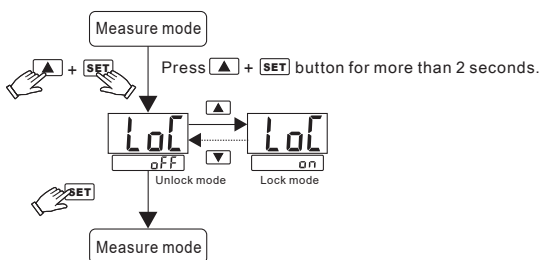 Measure mode
▲ + SET
Press ▲ + SET button for more than 2 seconds.
▲
LoC LoC
▼
oFF on
Unlock mode Lock mode
SET
Measure mode